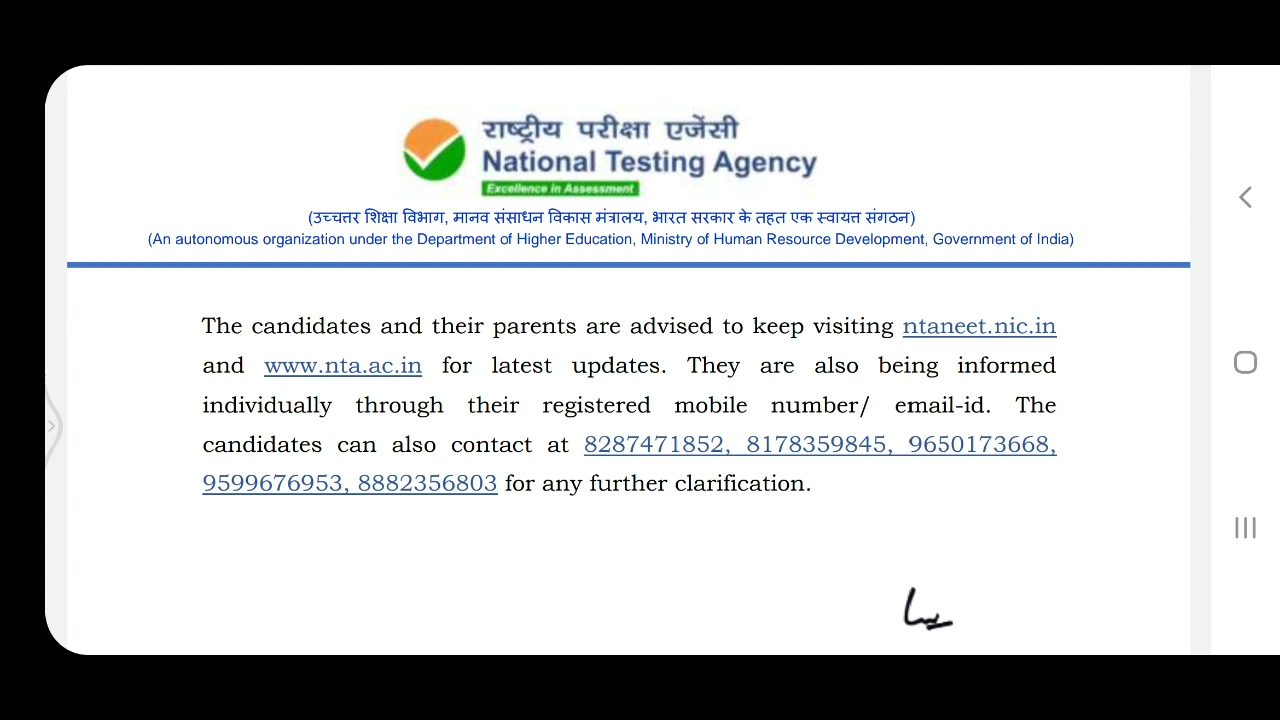 राष्ट्रीय परीक्षा एजेंसी
National Testing Agency
Excellence in Assessment
(उच्चत्तर शिक्षा विभाग, मानव संसाधन विकास मंत्रालय, भारत सरकार के तहत एक स्वायत्त संगठन)
(An autonomous organization under the Department of Higher Education, Ministry of Human Resource Development, Government of India)
The candidates and their parents are advised to keep visiting ntaneet.nic.in
and www.nta.ac.in for latest updates. They are also being informed
individually through their registered mobile number/ email-id. The
candidates can also contact at 8287471852, 8178359845, 9650173668,
9599676953, 8882356803 for any further clarification.